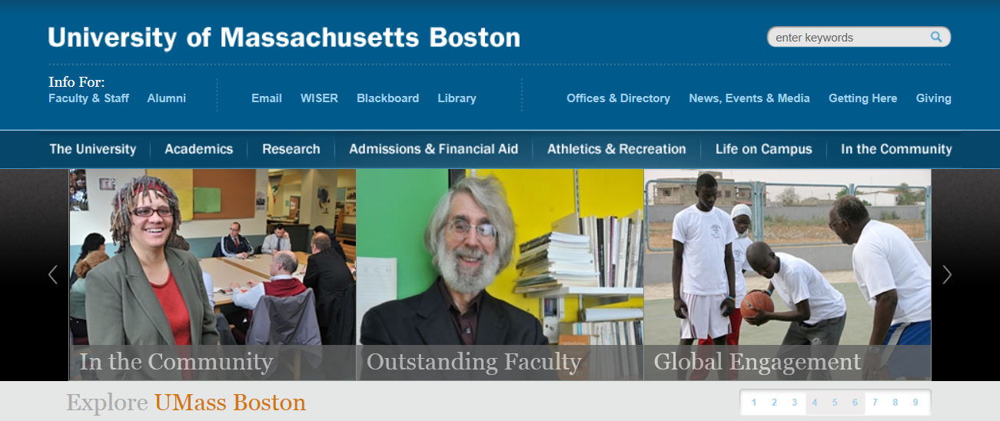 University of Massachusetts Boston
enter keywords
Info For:
Faculty & Staff Alumni Email WISER Blackboard Library Offices & Directory News, Events & Media Getting Here Giving
The University Academics Research Admissions & Financial Aid Athletics & Recreation Life on Campus In the Community
In the Community Outstanding Faculty Global Engagement
Explore UMass Boston 1 2 3 4 5 6 7 8 9